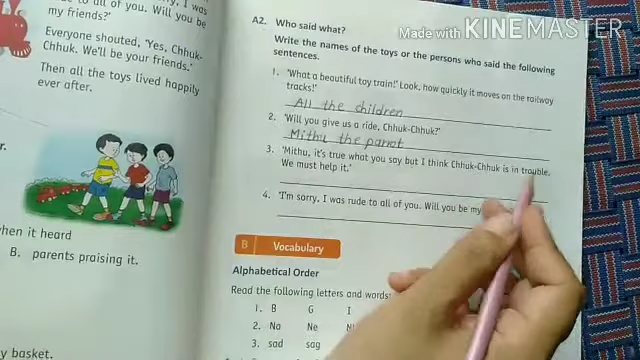 ry, I was
to all of you. Will you be
my friends?'
Everyone shouted, 'Yes, Chhuk-
Chhuk. We'll be your friends.'
Then all the toys lived happily
ever after.
r.
when it heard
B. parents praising it.
y basket.
Made with KINEMASTER
A2. Who said what?
Write the names of the toys or the persons who said the following
sentences.
1. 'What a beautiful toy train!' Look, how quickly it moves on the railway
tracks!'
All the children
2. 'Will you give us a ride, Chhuk-Chhuk?'
Mithu the parrot
3. 'Mithu, it's true what you say but I think Chhuk-Chhuk is in trouble.
We must help it.'
4. 'I'm sorry, I was rude to all of you. Will you be my
B Vocabulary
Alphabetical Order
Read the following letters and words
1. B G I
2. Na Ne
3. sad sag